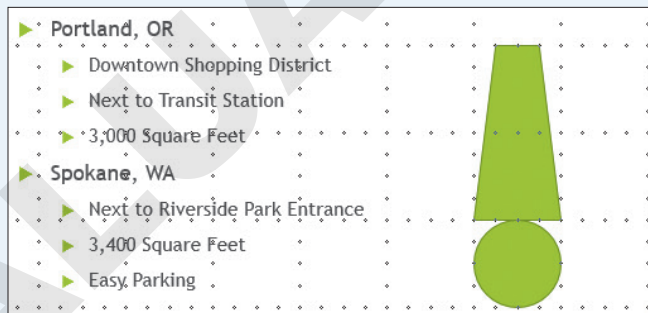 Portland, OR
Downtown Shopping District
Next to Transit Station
3,000 Square Feet
Spokane, WA
Next to Riverside Park Entrance
3,400 Square Feet
Easy Parking